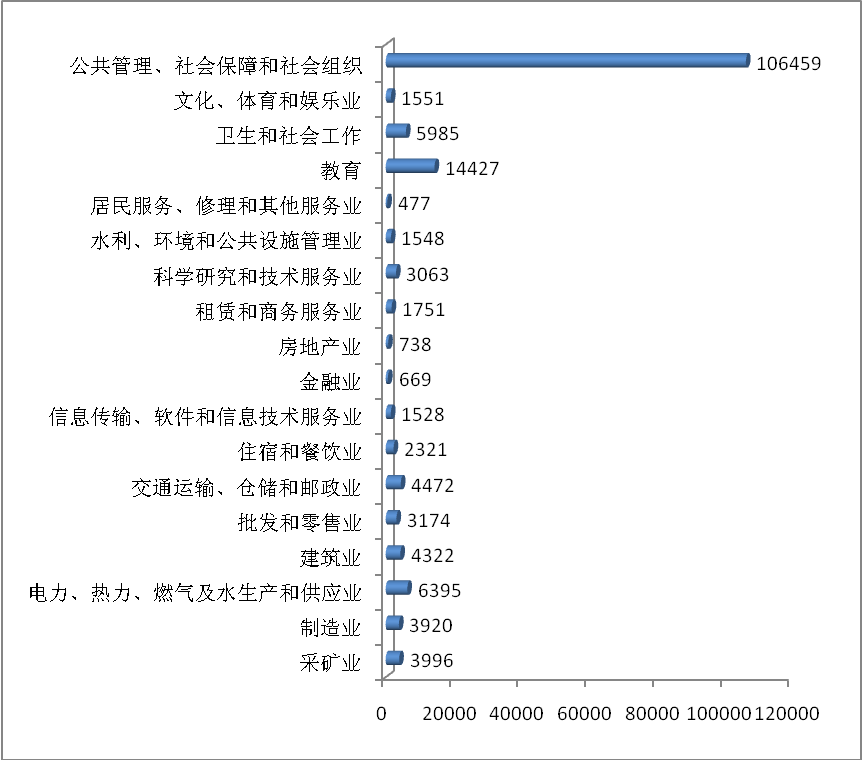 公共管理、社会保障和社会组织 106459
文化、体育和娱乐业 1551
卫生和社会工作 5985
教育 14427
居民服务、修理和其他服务业 477
水利、环境和公共设施管理业 1548
科学研究和技术服务业 3063
租赁和商务服务业 1751
房地产业 738
金融业 669
信息传输、软件和信息技术服务业 1528
住宿和餐饮业 2321
交通运输、仓储和邮政业 4472
批发和零售业 3174
建筑业 4322
电力、热力、燃气及水生产和供应业 6395
制造业 3920
采矿业 3996
0 20000 40000 60000 80000 100000 120000